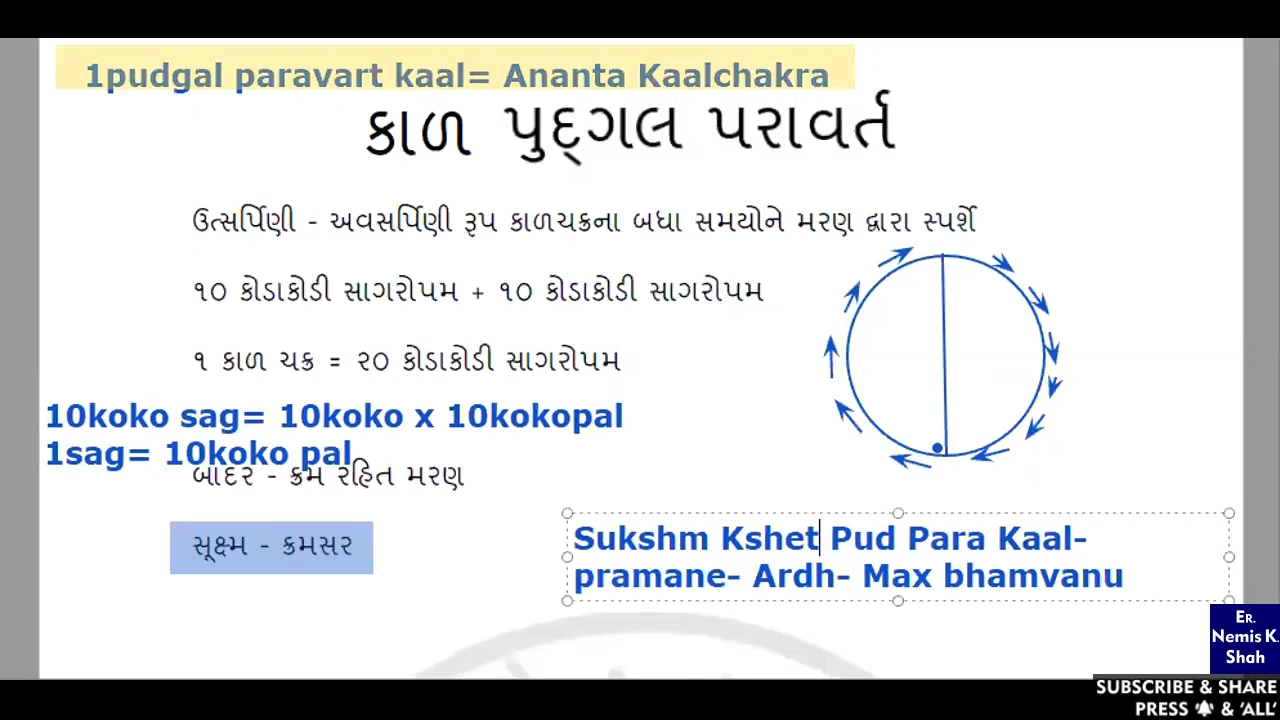 1pudgal paravart kaal= Ananta Kaalchakra
કાળ પુદ્ગલ પરાવર્ત
ઉત્સર્પિણી - અવસર્પિણી રૂપ કાળચક્રના બધા સમયોને મરણ દ્વારા સ્પર્શે
૧૦ કોડાકોડી સાગરોપમ + ૧૦ કોડાકોડી સાગરોપમ
૧ કાળ ચક્ર = ૨૦ કોડાકોડી સાગરોપમ
10koko sag= 10koko x 10kokopal
1sag= 10koko pal
બાદર - ક્રમ રહિત મરણ
સૂક્ષ્મ - ક્રમસર
Sukshm Kshet Pud Para Kaal-
pramane- Ardh- Max bhamvanu
ER.
Nemis K.
Shah
SUBSCRIBE & SHARE
PRESS & ‘ALL’